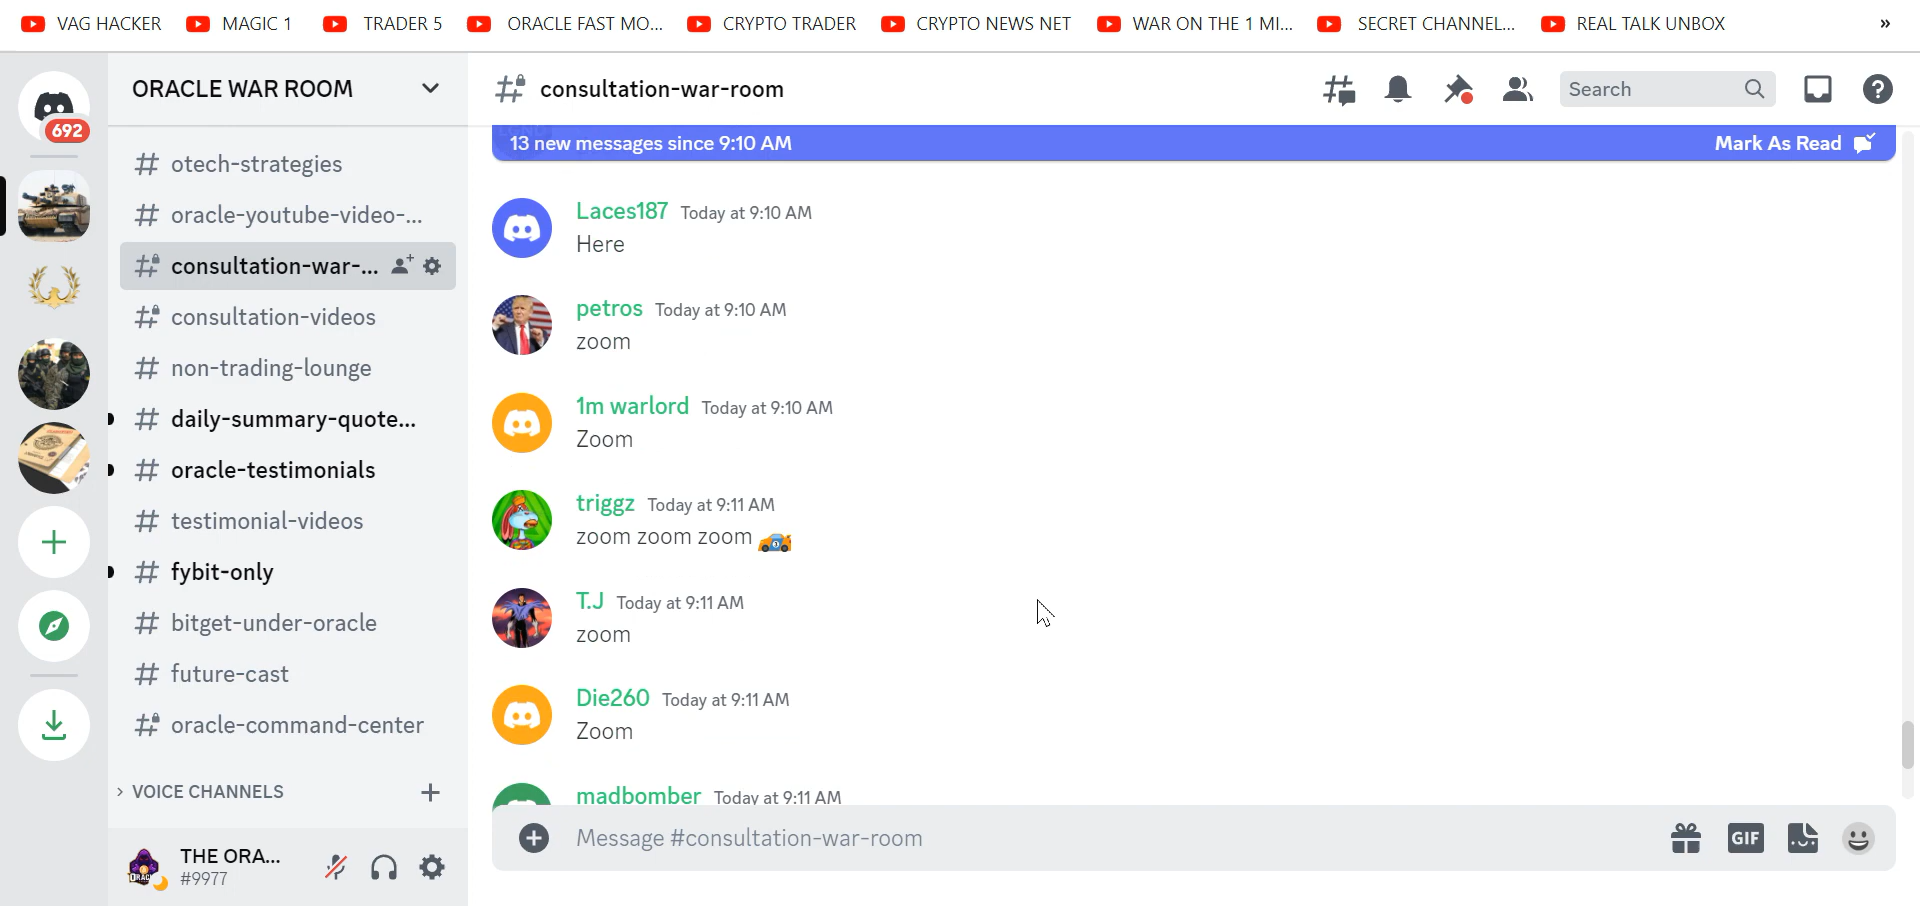 VAG HACKER
MAGIC 1
TRADER 5
ORACLE FAST MO...
CRYPTO TRADER
CRYPTO NEWS NET
WAR ON THE 1 MI...
SECRET CHANNEL...
REAL TALK UNBOX
»
692
ORACLE WAR ROOM
otech-strategies
oracle-youtube-video-...
consultation-war-...
consultation-videos
non-trading-lounge
daily-summary-quote...
oracle-testimonials
testimonial-videos
fybit-only
bitget-under-oracle
future-cast
oracle-command-center
VOICE CHANNELS
THE ORA...
#9977
consultation-war-room
Search
13 new messages since 9:10 AM
Mark As Read
Laces187 Today at 9:10 AM
Here
petros Today at 9:10 AM
zoom
1m warlord Today at 9:10 AM
Zoom
triggz Today at 9:11 AM
zoom zoom zoom
T.J Today at 9:11 AM
zoom
Die260 Today at 9:11 AM
Zoom
madbomber Today at 9:11 AM
Message #consultation-war-room
GIF